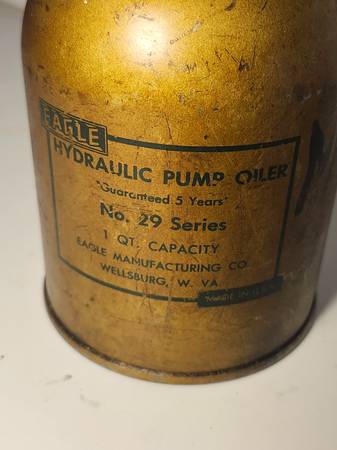 EAGLE
HYDRAULIC PUMP OILER
"Guaranteed 5 Years"
No. 29 Series
1 QT. CAPACITY
EAGLE MANUFACTURING CO
WELLSBURG, W. VA
MADE IN U.S.A.